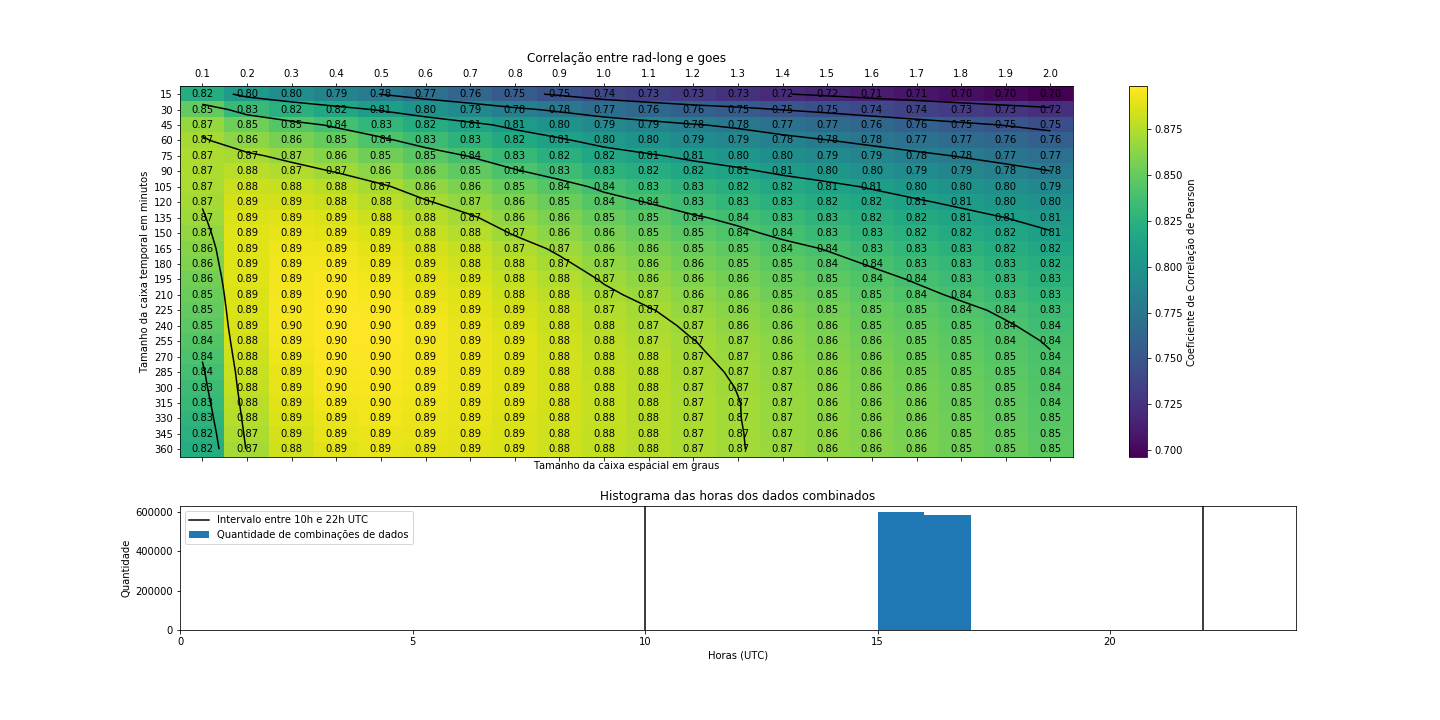 Correlação entre rad-long e goes
0.1 0.2 0.3 0.4 0.5 0.6 0.7 0.8 0.9 1.0 1.1 1.2 1.3 1.4 1.5 1.6 1.7 1.8 1.9 2.0
15 0.82 0.80 0.80 0.79 0.78 0.77 0.76 0.75 0.75 0.74 0.73 0.73 0.73 0.72 0.72 0.71 0.71 0.70 0.70 0.70
30 0.85 0.83 0.82 0.82 0.81 0.80 0.79 0.78 0.78 0.77 0.76 0.76 0.75 0.75 0.75 0.74 0.74 0.73 0.73 0.72
45 0.87 0.85 0.85 0.84 0.83 0.82 0.81 0.81 0.80 0.79 0.79 0.78 0.78 0.77 0.77 0.76 0.76 0.75 0.75 0.75
60 0.87 0.86 0.86 0.85 0.84 0.83 0.83 0.82 0.81 0.80 0.80 0.79 0.79 0.78 0.78 0.78 0.77 0.77 0.76 0.76
75 0.87 0.87 0.87 0.86 0.85 0.85 0.84 0.83 0.82 0.82 0.81 0.81 0.80 0.80 0.79 0.79 0.78 0.78 0.77 0.77
90 0.87 0.88 0.87 0.87 0.86 0.86 0.85 0.84 0.83 0.83 0.82 0.82 0.81 0.81 0.80 0.80 0.79 0.79 0.78 0.78
105 0.87 0.88 0.88 0.88 0.87 0.86 0.86 0.85 0.84 0.84 0.83 0.83 0.82 0.82 0.81 0.81 0.80 0.80 0.80 0.79
120 0.87 0.89 0.89 0.88 0.88 0.87 0.87 0.86 0.85 0.84 0.84 0.83 0.83 0.83 0.82 0.82 0.81 0.81 0.80 0.80
135 0.87 0.89 0.89 0.89 0.88 0.88 0.87 0.86 0.86 0.85 0.85 0.84 0.84 0.83 0.83 0.82 0.82 0.81 0.81 0.81
150 0.87 0.89 0.89 0.89 0.89 0.88 0.88 0.87 0.86 0.86 0.85 0.85 0.84 0.84 0.83 0.83 0.82 0.82 0.82 0.81
165 0.86 0.89 0.89 0.89 0.89 0.88 0.88 0.87 0.87 0.86 0.86 0.85 0.85 0.84 0.84 0.83 0.83 0.83 0.82 0.82
180 0.86 0.89 0.89 0.89 0.89 0.89 0.88 0.88 0.87 0.87 0.86 0.86 0.85 0.85 0.84 0.84 0.83 0.83 0.83 0.82
195 0.86 0.89 0.89 0.90 0.89 0.89 0.89 0.88 0.88 0.87 0.86 0.86 0.86 0.85 0.85 0.84 0.84 0.83 0.83 0.83
210 0.85 0.89 0.89 0.90 0.90 0.89 0.89 0.88 0.88 0.87 0.87 0.86 0.86 0.85 0.85 0.85 0.84 0.84 0.83 0.83
225 0.85 0.89 0.90 0.90 0.90 0.89 0.89 0.88 0.88 0.88 0.87 0.87 0.86 0.86 0.85 0.85 0.85 0.84 0.84 0.83
240 0.85 0.89 0.90 0.90 0.90 0.89 0.89 0.89 0.88 0.88 0.87 0.87 0.86 0.86 0.85 0.85 0.85 0.84 0.84 0.84
255 0.84 0.88 0.89 0.90 0.90 0.89 0.89 0.89 0.88 0.88 0.87 0.87 0.87 0.86 0.86 0.85 0.85 0.85 0.84 0.84
270 0.84 0.88 0.89 0.90 0.90 0.89 0.89 0.89 0.88 0.88 0.88 0.87 0.87 0.86 0.86 0.86 0.85 0.85 0.85 0.84
285 0.84 0.88 0.89 0.90 0.90 0.89 0.89 0.89 0.88 0.88 0.88 0.87 0.87 0.87 0.86 0.86 0.85 0.85 0.85 0.84
300 0.83 0.88 0.89 0.90 0.90 0.89 0.89 0.89 0.88 0.88 0.88 0.87 0.87 0.87 0.86 0.86 0.85 0.85 0.85 0.84
315 0.83 0.88 0.89 0.89 0.90 0.89 0.89 0.89 0.88 0.88 0.88 0.87 0.87 0.87 0.86 0.86 0.86 0.85 0.85 0.84
330 0.83 0.88 0.89 0.89 0.89 0.89 0.89 0.89 0.88 0.88 0.88 0.87 0.87 0.87 0.86 0.86 0.86 0.85 0.85 0.85
345 0.82 0.87 0.89 0.89 0.89 0.89 0.89 0.89 0.88 0.88 0.88 0.87 0.87 0.87 0.86 0.86 0.86 0.85 0.85 0.85
360 0.82 0.87 0.88 0.89 0.89 0.89 0.89 0.89 0.88 0.88 0.88 0.87 0.87 0.87 0.86 0.86 0.86 0.85 0.85 0.85
Tamanho da caixa temporal em minutos
Tamanho da caixa espacial em graus
0.875
0.850
0.825
0.800
0.775
0.750
0.725
0.700
Coeficiente de Correlação de Pearson
Histograma das horas dos dados combinados
Intervalo entre 10h e 22h UTC
Quantidade de combinações de dados
600000
400000
200000
0
Quantidade
0 5 10 15 20
Horas (UTC)